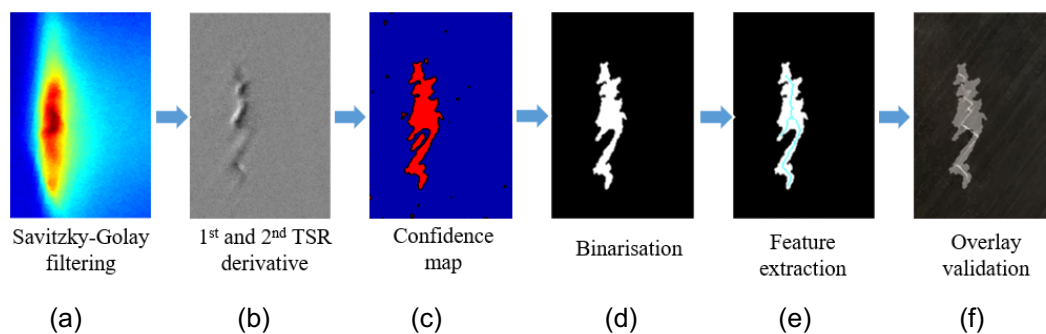 Savitzky-Golay
filtering
1st and 2nd TSR
derivative
Confidence
map
Binarisation
Feature
extraction
Overlay
validation
(a)
(b)
(c)
(d)
(e)
(f)